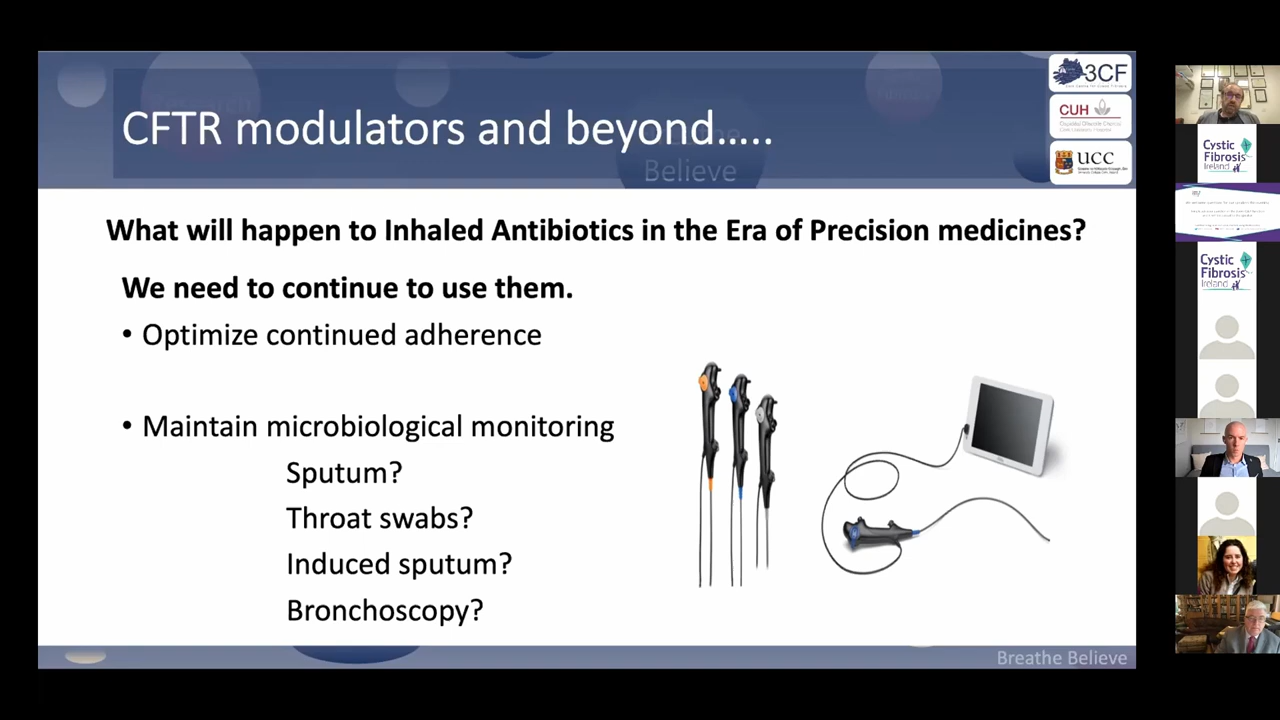 CFTR modulators and beyond.....
Believe
3CF
CUH
UCC
What will happen to Inhaled Antibiotics in the Era of Precision medicines?
We need to continue to use them.
• Optimize continued adherence
• Maintain microbiological monitoring
Sputum?
Throat swabs?
Induced sputum?
Bronchoscopy?
Breathe Believe
Cystic
Fibrosis
Ireland
Cystic
Fibrosis
Ireland